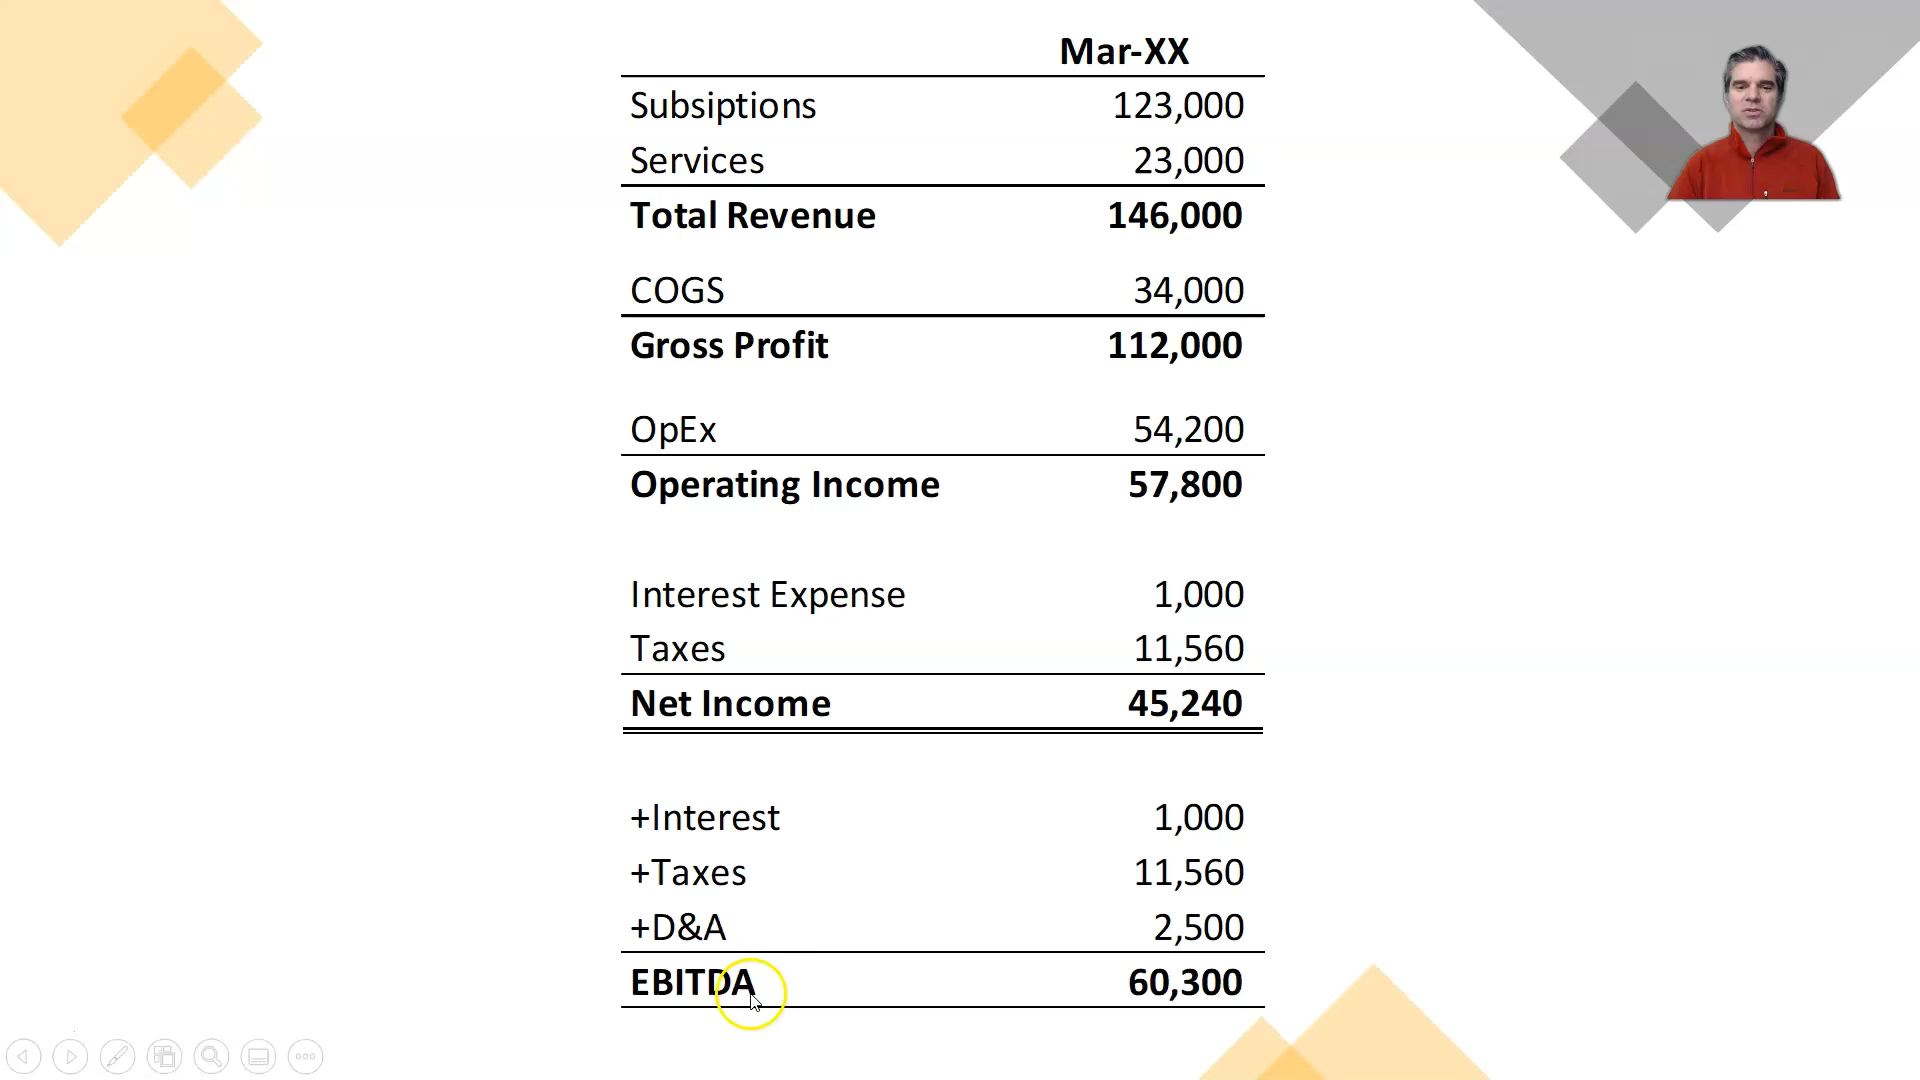 Mar-XX
Subsiptions 123,000
Services 23,000
Total Revenue 146,000
COGS 34,000
Gross Profit 112,000
OpEx 54,200
Operating Income 57,800
Interest Expense 1,000
Taxes 11,560
Net Income 45,240
+Interest 1,000
+Taxes 11,560
+D&A 2,500
EBITDA 60,300